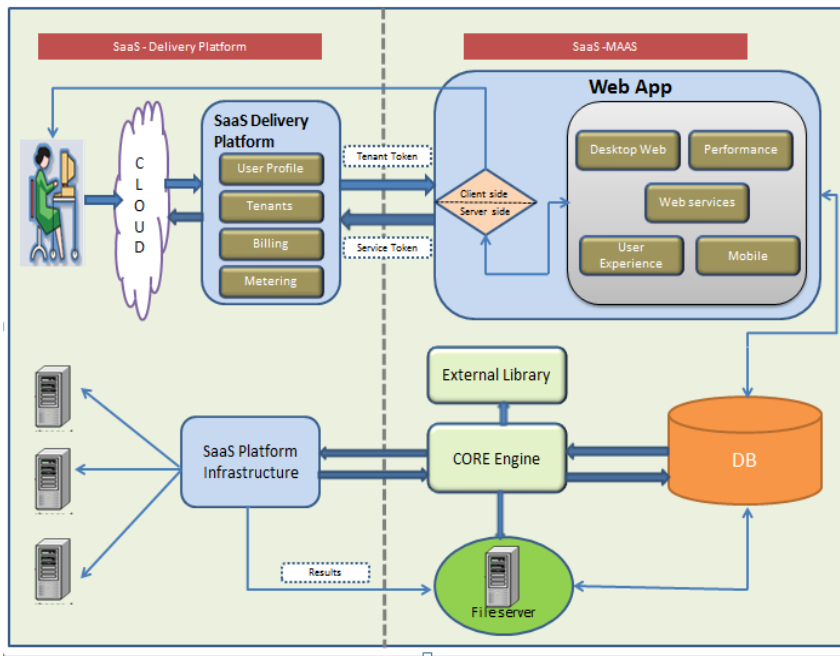 SaaS - Delivery Platform
SaaS -MAAS
Web App
SaaS Delivery
Platform
User Profile
Tenants
Billing
Metering
C
L
O
U
D
Tenant Token
Service Token
Client side
Server side
Desktop Web
Performance
Web services
User
Experience
Mobile
External Library
SaaS Platform
Infrastructure
CORE Engine
DB
Results
File server